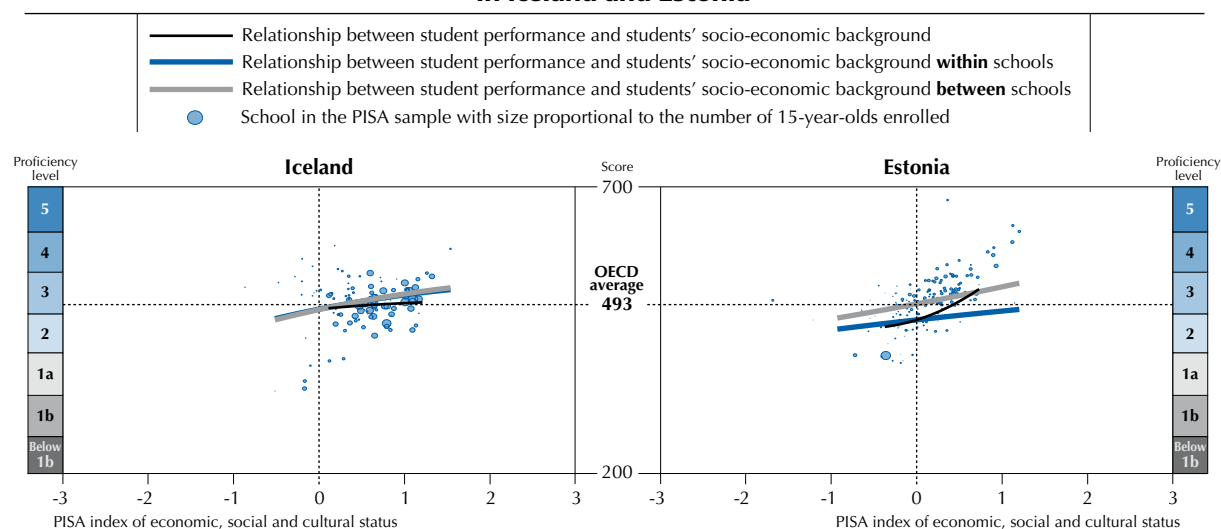 in Iceland and Estonia
Relationship between student performance and students’ socio-economic background
Relationship between student performance and students’ socio-economic background within schools
Relationship between student performance and students’ socio-economic background between schools
School in the PISA sample with size proportional to the number of 15-year-olds enrolled
Proficiency level
Iceland
Score
Estonia
Proficiency level
700
5
4
3
2
1a
1b
Below 1b
OECD average
493
200
5
4
3
2
1a
1b
Below 1b
-3 -2 -1 0 1 2 3
-3 -2 -1 0 1 2 3
PISA index of economic, social and cultural status
PISA index of economic, social and cultural status